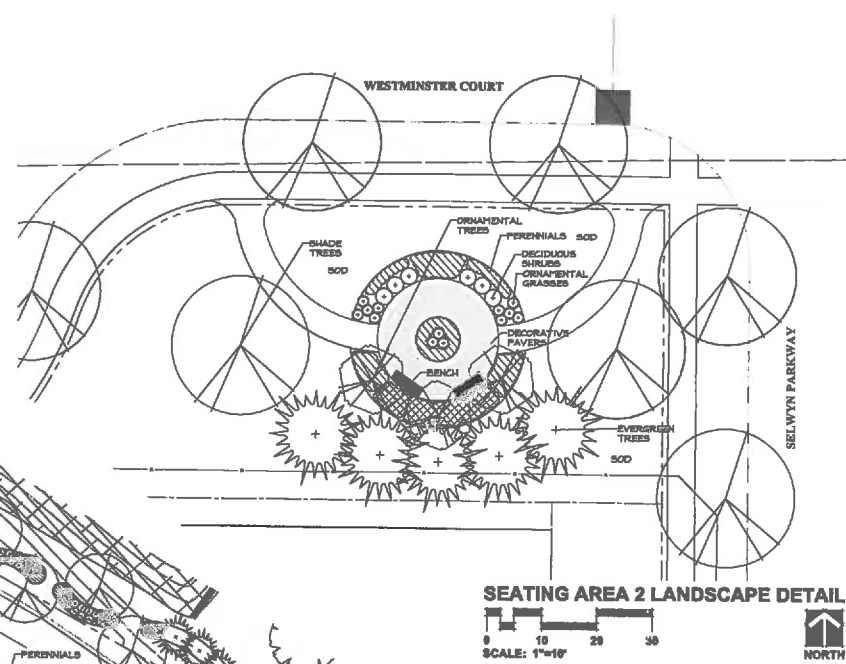 WESTMINSTER COURT
ORNAMENTAL
TREES
PERENNIALS
SOD
SHADE
TREES
SOD
DECIDUOUS
SHRUBS
ORNAMENTAL
GRASSES
DECORATIVE
PAVERS
BENCH
SELWYN PARKWAY
EVERGREEN
TREES
SOD
SEATING AREA 2 LANDSCAPE DETAIL
0 10 20 30
SCALE: 1"=10'
NORTH
PERENNIALS